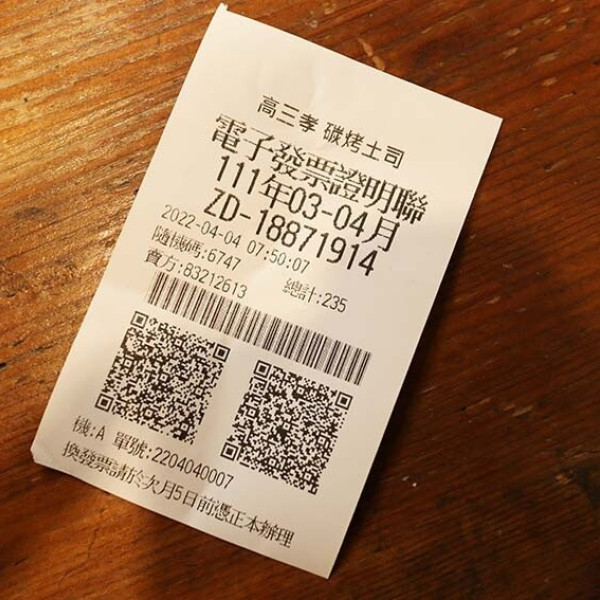 高三孝 碳烤土司
電子發票證明聯
111年03-04月
ZD-18871914
2022-04-04 07:50:07
隨機碼:6747 總計:235
賣方:83212613
機:A 單號:2204040007
換發票請於次月5日前憑正本辦理